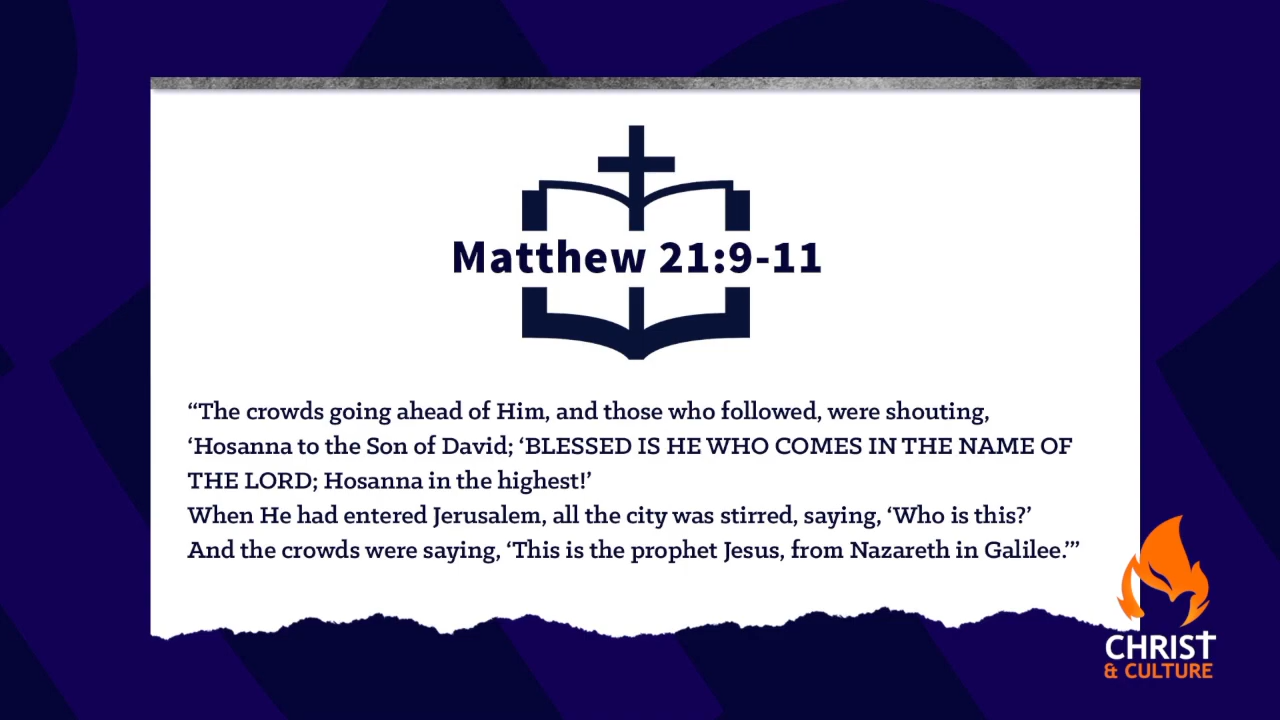 Matthew 21:9-11
“The crowds going ahead of Him, and those who followed, were shouting,
‘Hosanna to the Son of David; ‘BLESSED IS HE WHO COMES IN THE NAME OF
THE LORD; Hosanna in the highest!’
When He had entered Jerusalem, all the city was stirred, saying, ‘Who is this?’
And the crowds were saying, ‘This is the prophet Jesus, from Nazareth in Galilee.’”
CHRIST
& CULTURE